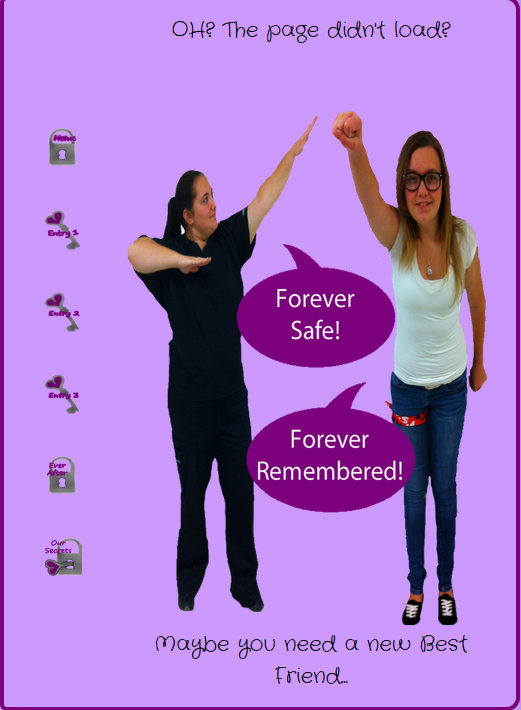 OH? The page didn't load?
Home
Entry 1
Entry 2
Entry 3
Ever
After
Our
Secrets
Forever
Safe!
Forever
Remembered!
Maybe you need a new Best
Friend...